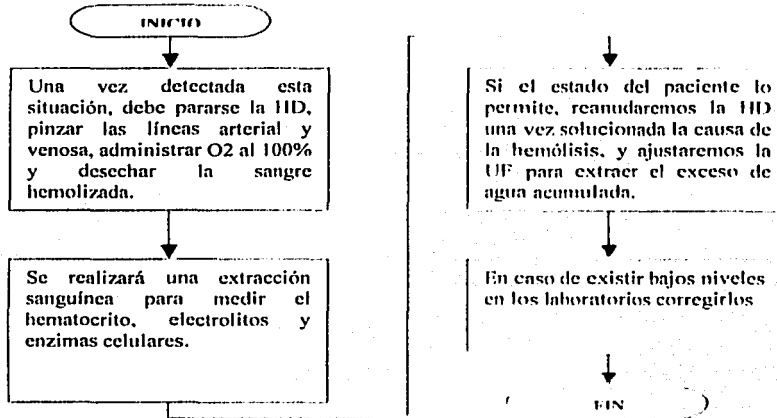 INICIO
Una vez detectada esta
situación, debe pararse la HD,
pinzar las líneas arterial y
venosa, administrar O2 al 100%
y desechar la sangre
hemolizada.
Se realizará una extracción
sanguínea para medir el
hematocrito, electrolitos y
enzimas celulares.
Si el estado del paciente lo
permite, reanudaremos la HD
una vez solucionada la causa de
la hemólisis, y ajustaremos la
UF para extraer el exceso de
agua acumulada.
En caso de existir bajos niveles
en los laboratorios corregirlos
FIN